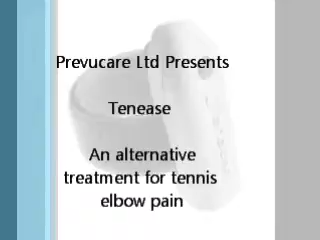 Prevucare Ltd Presents
Tenease
An alternative
treatment for tennis
elbow pain